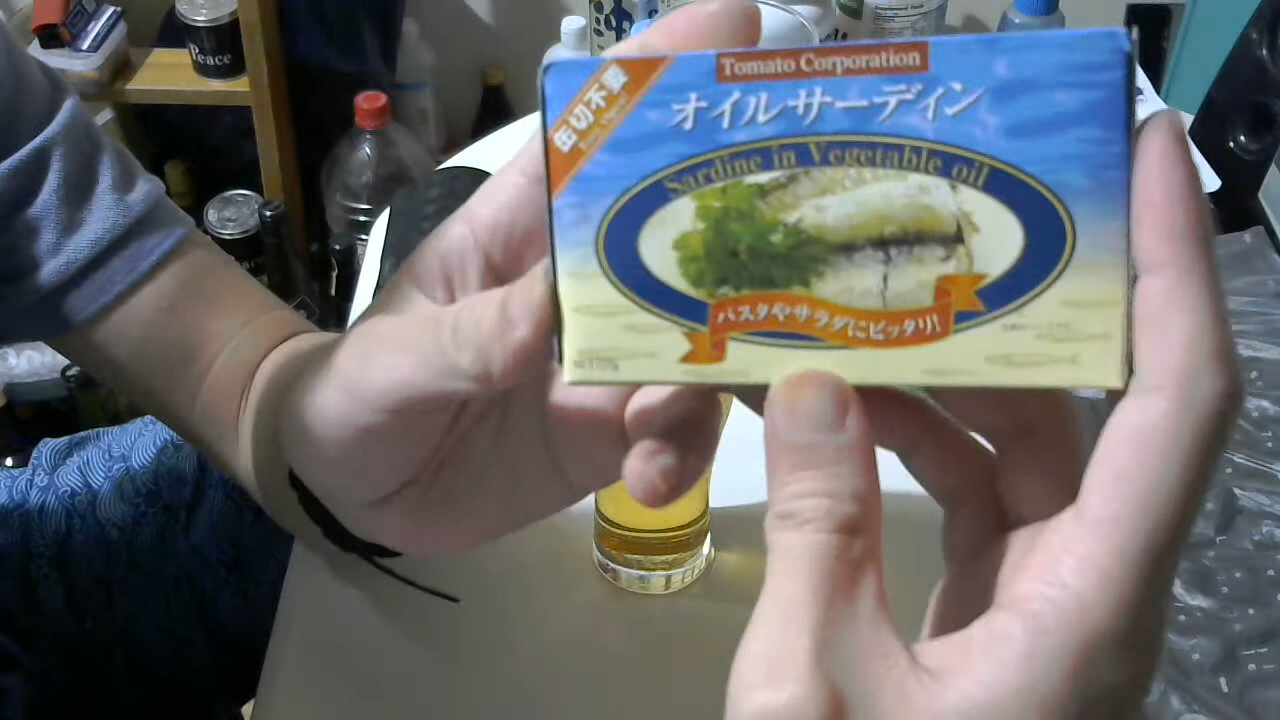 Peace
Tomato Corporation
缶切不要
オイルサーディン
Sardine in Vegetable oil
パスタやサラダにピッタリ!